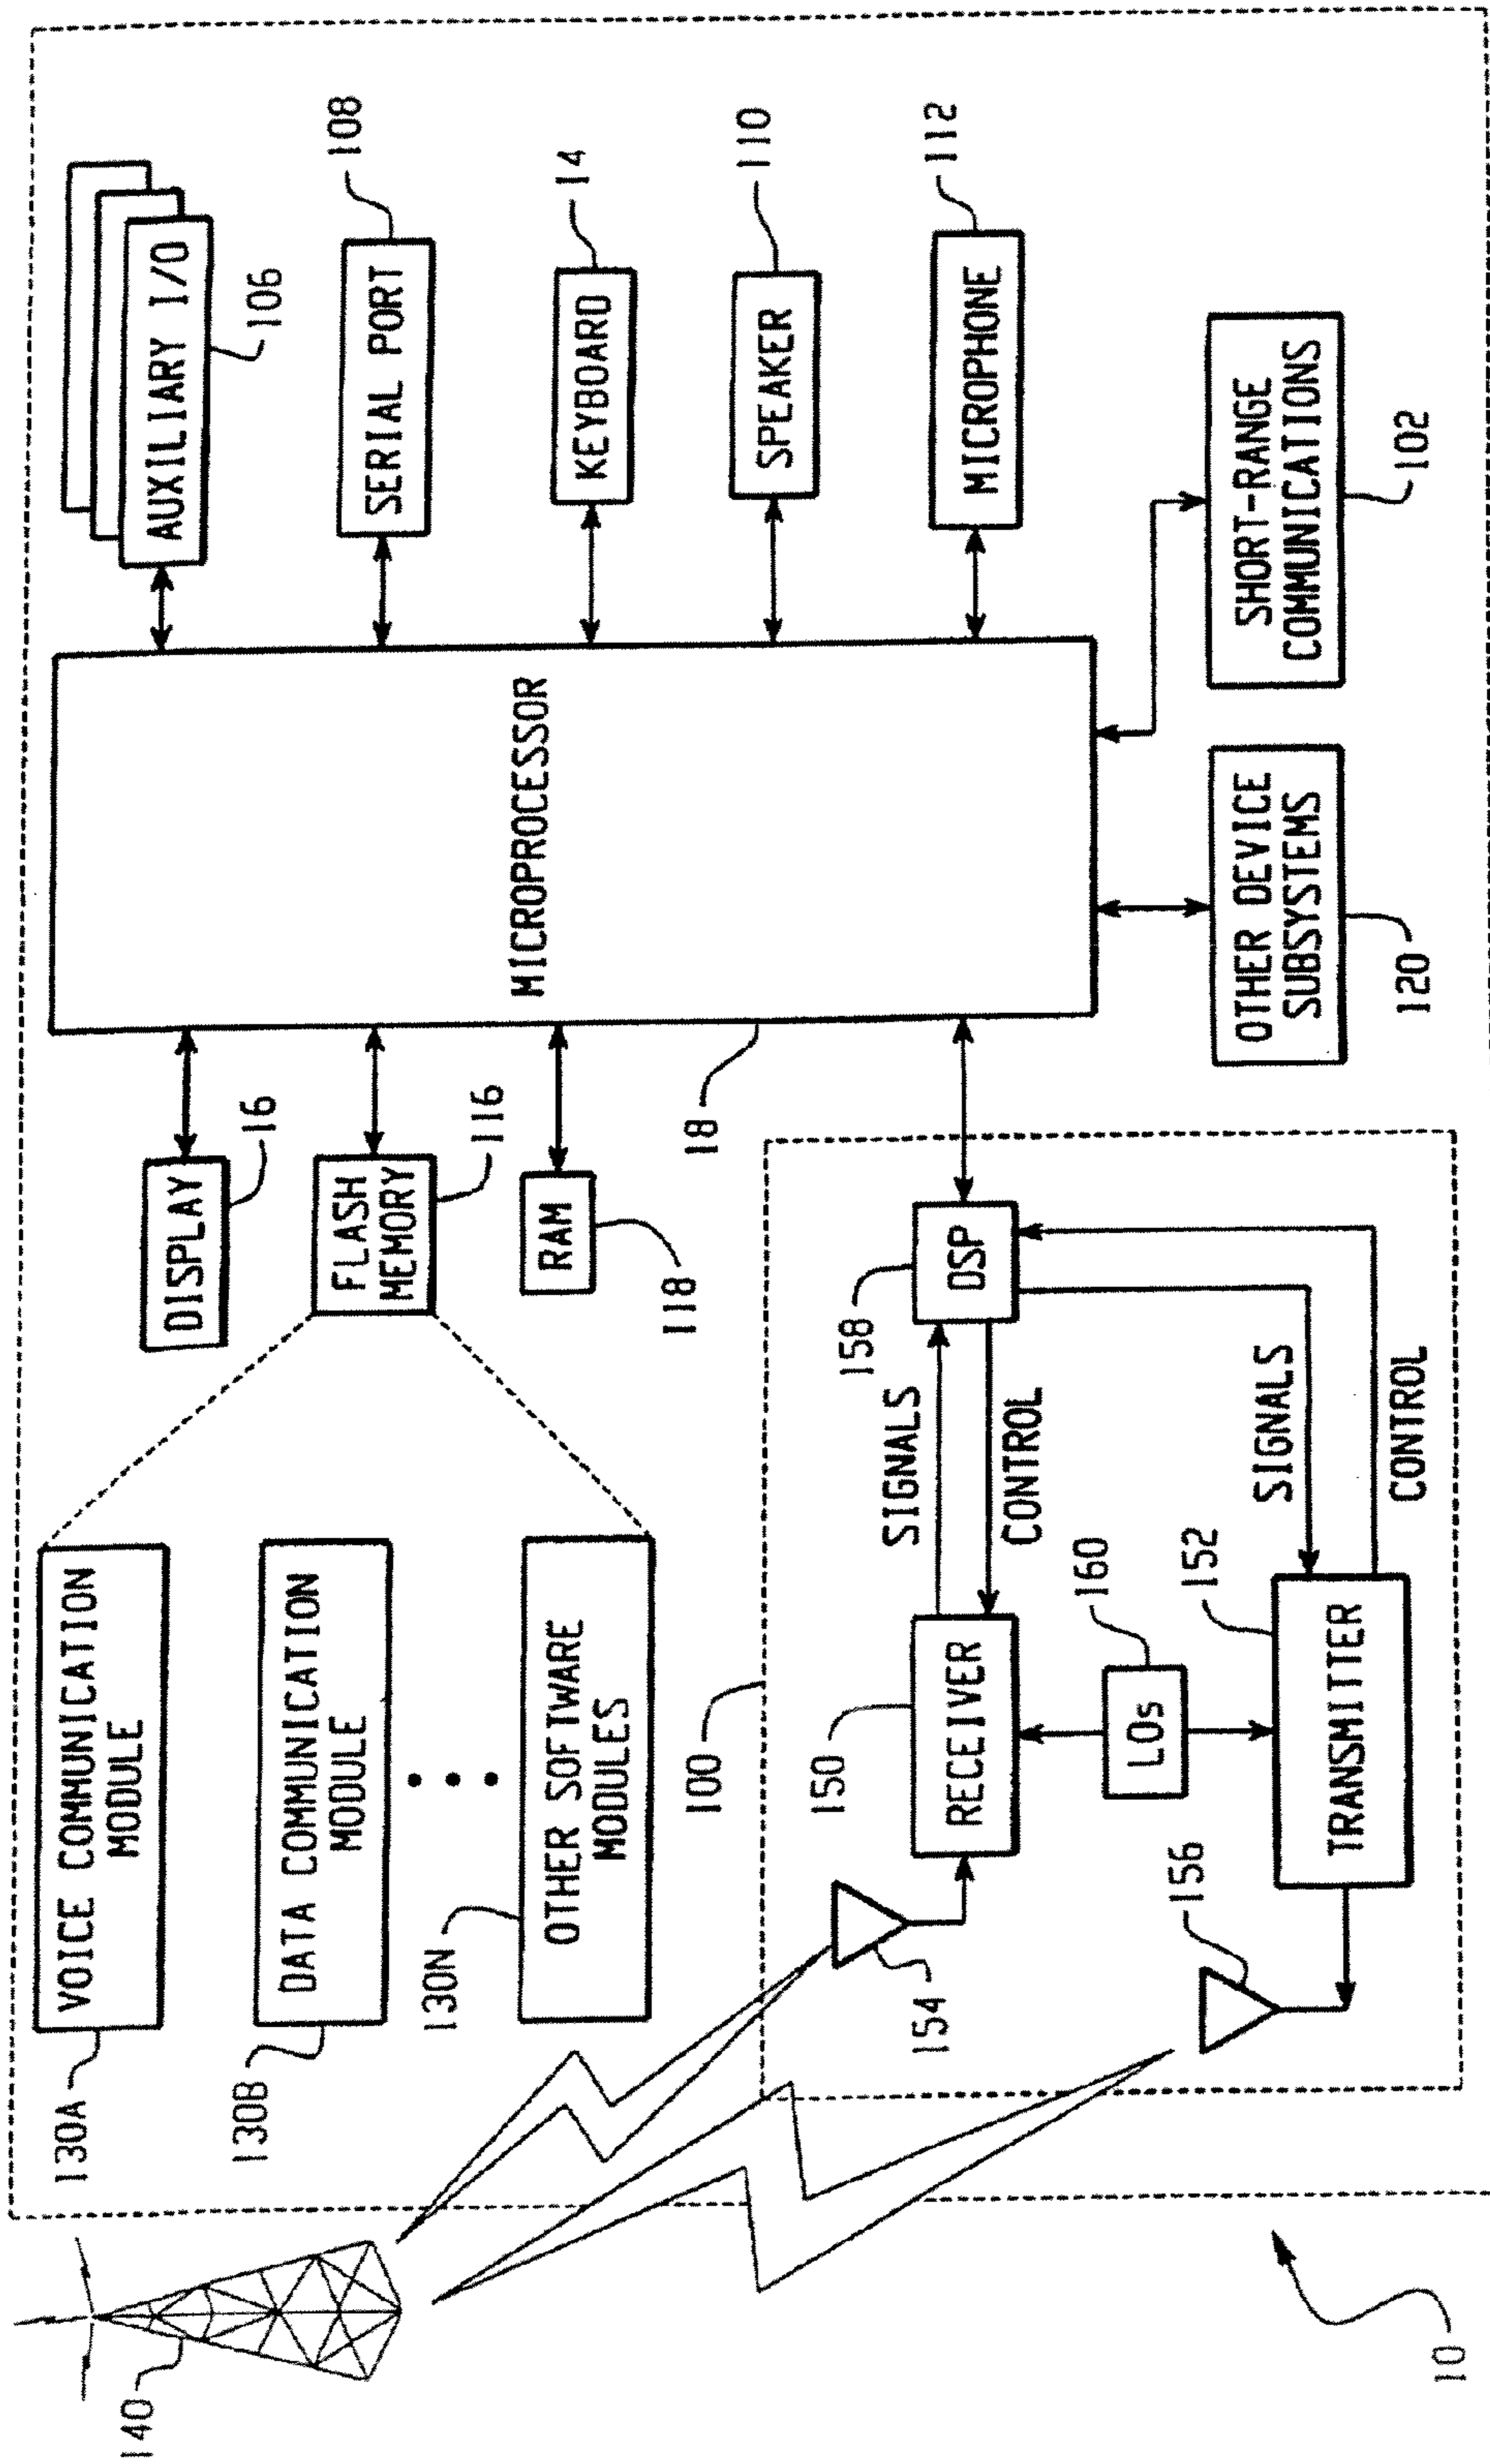 140
130A
VOICE COMMUNICATION
MODULE
130B
DATA COMMUNICATION
MODULE
130N
OTHER SOFTWARE
MODULES
DISPLAY
16
FLASH
MEMORY
116
RAM
118
18
MICROPROCESSOR
AUXILIARY I/O
106
SERIAL PORT
108
KEYBOARD
14
SPEAKER
110
MICROPHONE
112
SHORT-RANGE
COMMUNICATIONS
102
OTHER DEVICE
SUBSYSTEMS
120
100
154
150
RECEIVER
SIGNALS
CONTROL
158
DSP
160
LOs
156
152
TRANSMITTER
SIGNALS
CONTROL
10